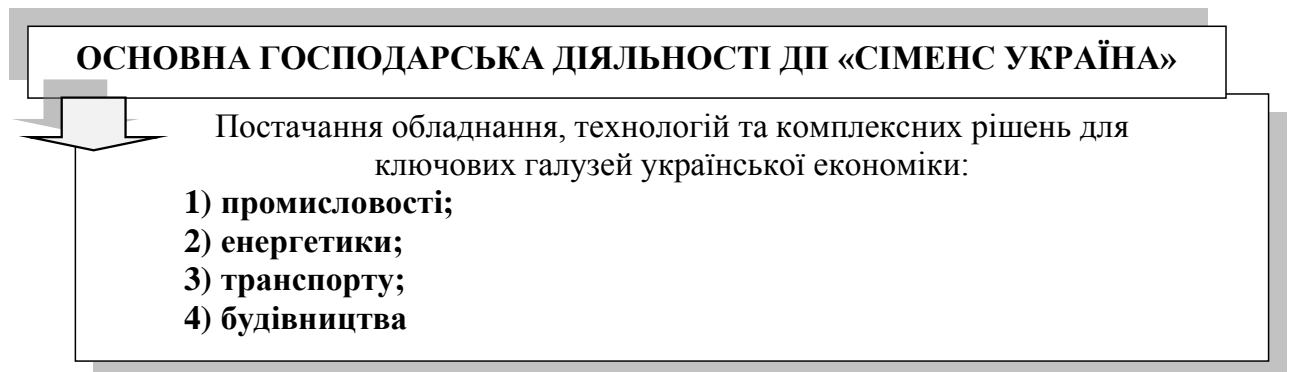 ОСНОВНА ГОСПОДАРСЬКА ДІЯЛЬНОСТІ ДП «СІМЕНС УКРАЇНА»
Постачання обладнання, технологій та комплексних рішень для
ключових галузей української економіки:
1) промисловості;
2) енергетики;
3) транспорту;
4) будівництва